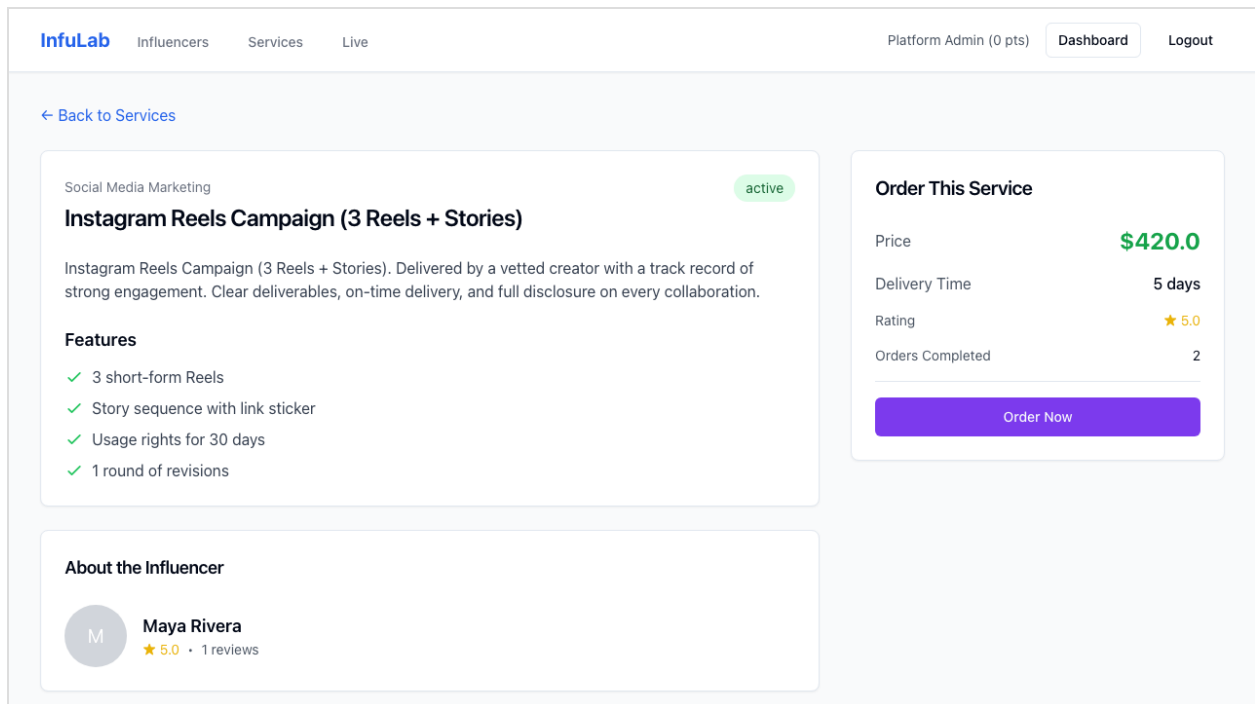 InfuLab
Influencers
Services
Live
Platform Admin (0 pts)
Dashboard
Logout
← Back to Services
Social Media Marketing
active
Instagram Reels Campaign (3 Reels + Stories)
Instagram Reels Campaign (3 Reels + Stories). Delivered by a vetted creator with a track record of
strong engagement. Clear deliverables, on-time delivery, and full disclosure on every collaboration.
Features
3 short-form Reels
Story sequence with link sticker
Usage rights for 30 days
1 round of revisions
About the Influencer
M
Maya Rivera
★ 5.0 • 1 reviews
Order This Service
Price
$420.0
Delivery Time
5 days
Rating
★ 5.0
Orders Completed
2
Order Now